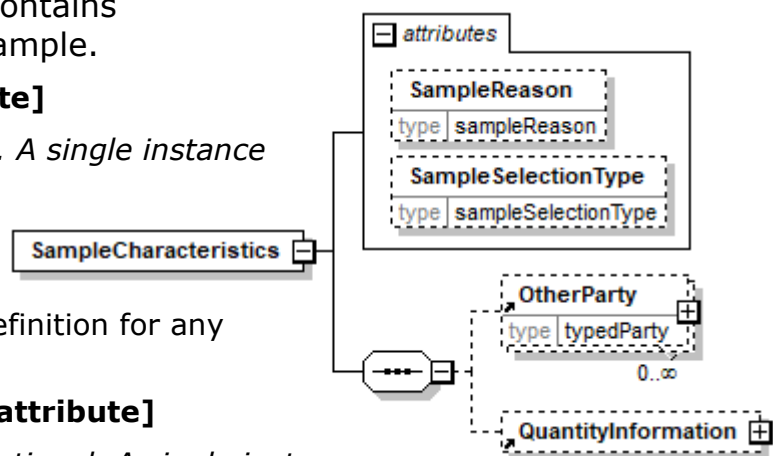 ontains
ample.
te]
. A single instance
efinition for any
attribute]
attributes
SampleReason
type sampleReason
SampleSelectionType
type sampleSelectionType
SampleCharacteristics
OtherParty
type typedParty
0..∞
QuantityInformation